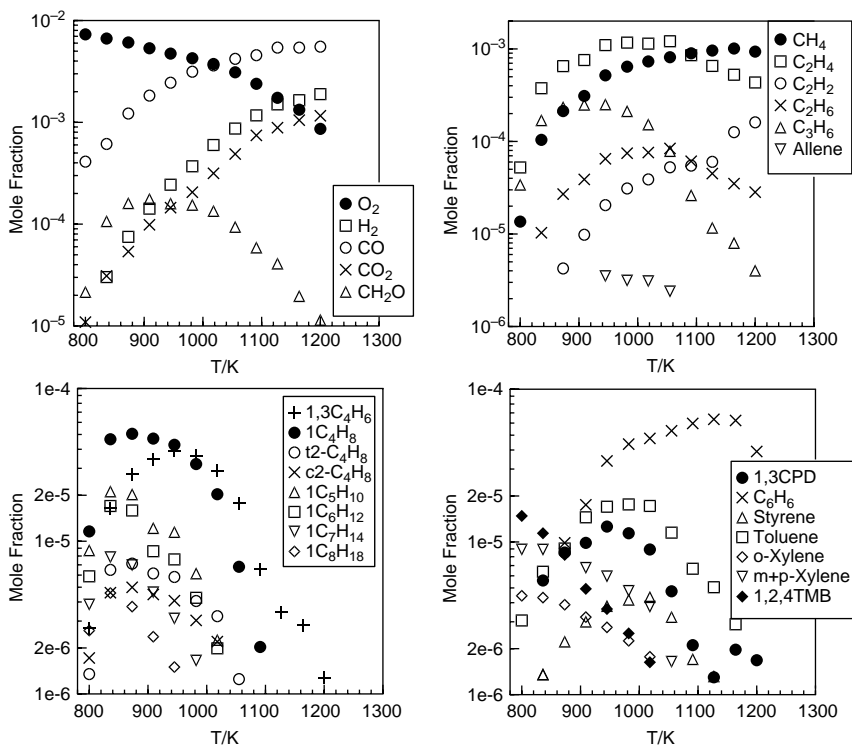 10⁻²
10⁻³
10⁻⁴
10⁻⁵
Mole Fraction
800 900 1000 1100 1200 1300
T/K
O₂
H₂
CO
CO₂
CH₂O
10⁻³
10⁻⁴
10⁻⁵
10⁻⁶
Mole Fraction
800 900 1000 1100 1200 1300
T/K
CH₄
C₂H₄
C₂H₂
C₂H₆
C₃H₆
Allene
1e-4
2e-5
1e-5
2e-6
1e-6
Mole Fraction
800 900 1000 1100 1200 1300
T/K
1,3C₄H₆
1C₄H₈
t2-C₄H₈
c2-C₄H₈
1C₅H₁₀
1C₆H₁₂
1C₇H₁₄
1C₈H₁₈
1e-4
2e-5
1e-5
2e-6
1e-6
Mole Fraction
800 900 1000 1100 1200 1300
T/K
1,3CPD
C₆H₆
Styrene
Toluene
o-Xylene
m+p-Xylene
1,2,4TMB